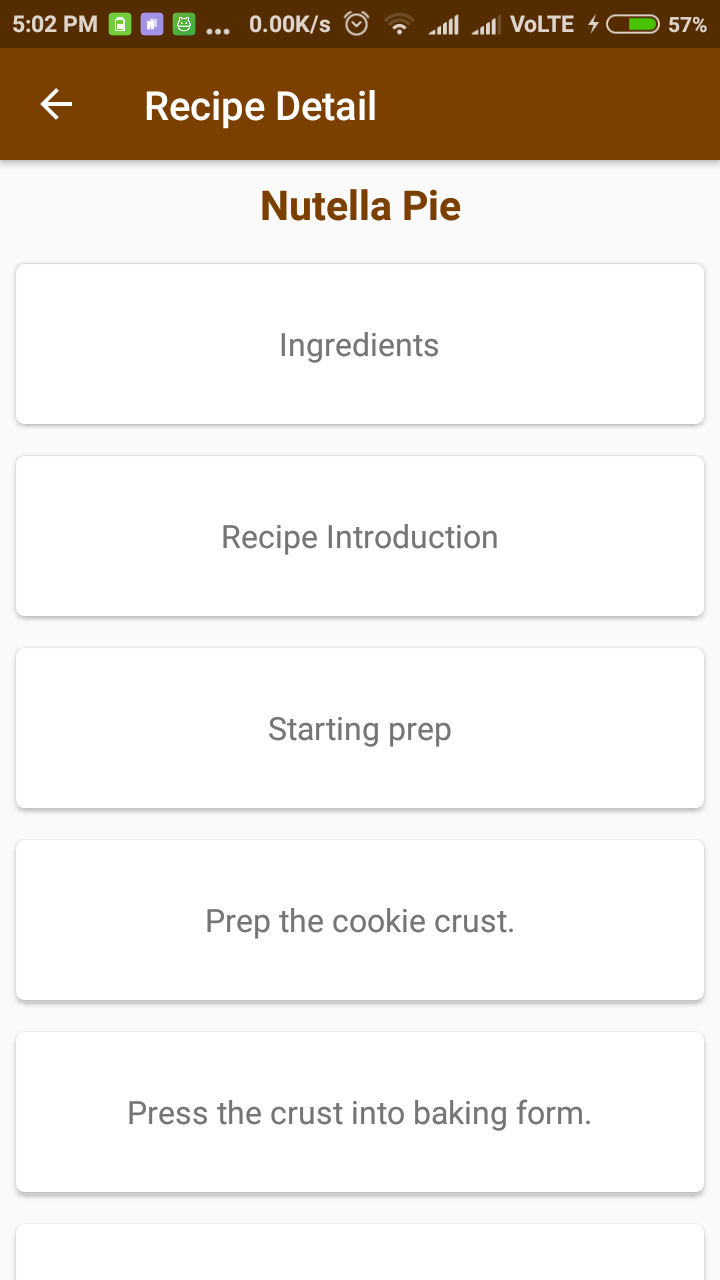 5:02 PM ... 0.00K/s VoLTE 57%
Recipe Detail
Nutella Pie
Ingredients
Recipe Introduction
Starting prep
Prep the cookie crust.
Press the crust into baking form.